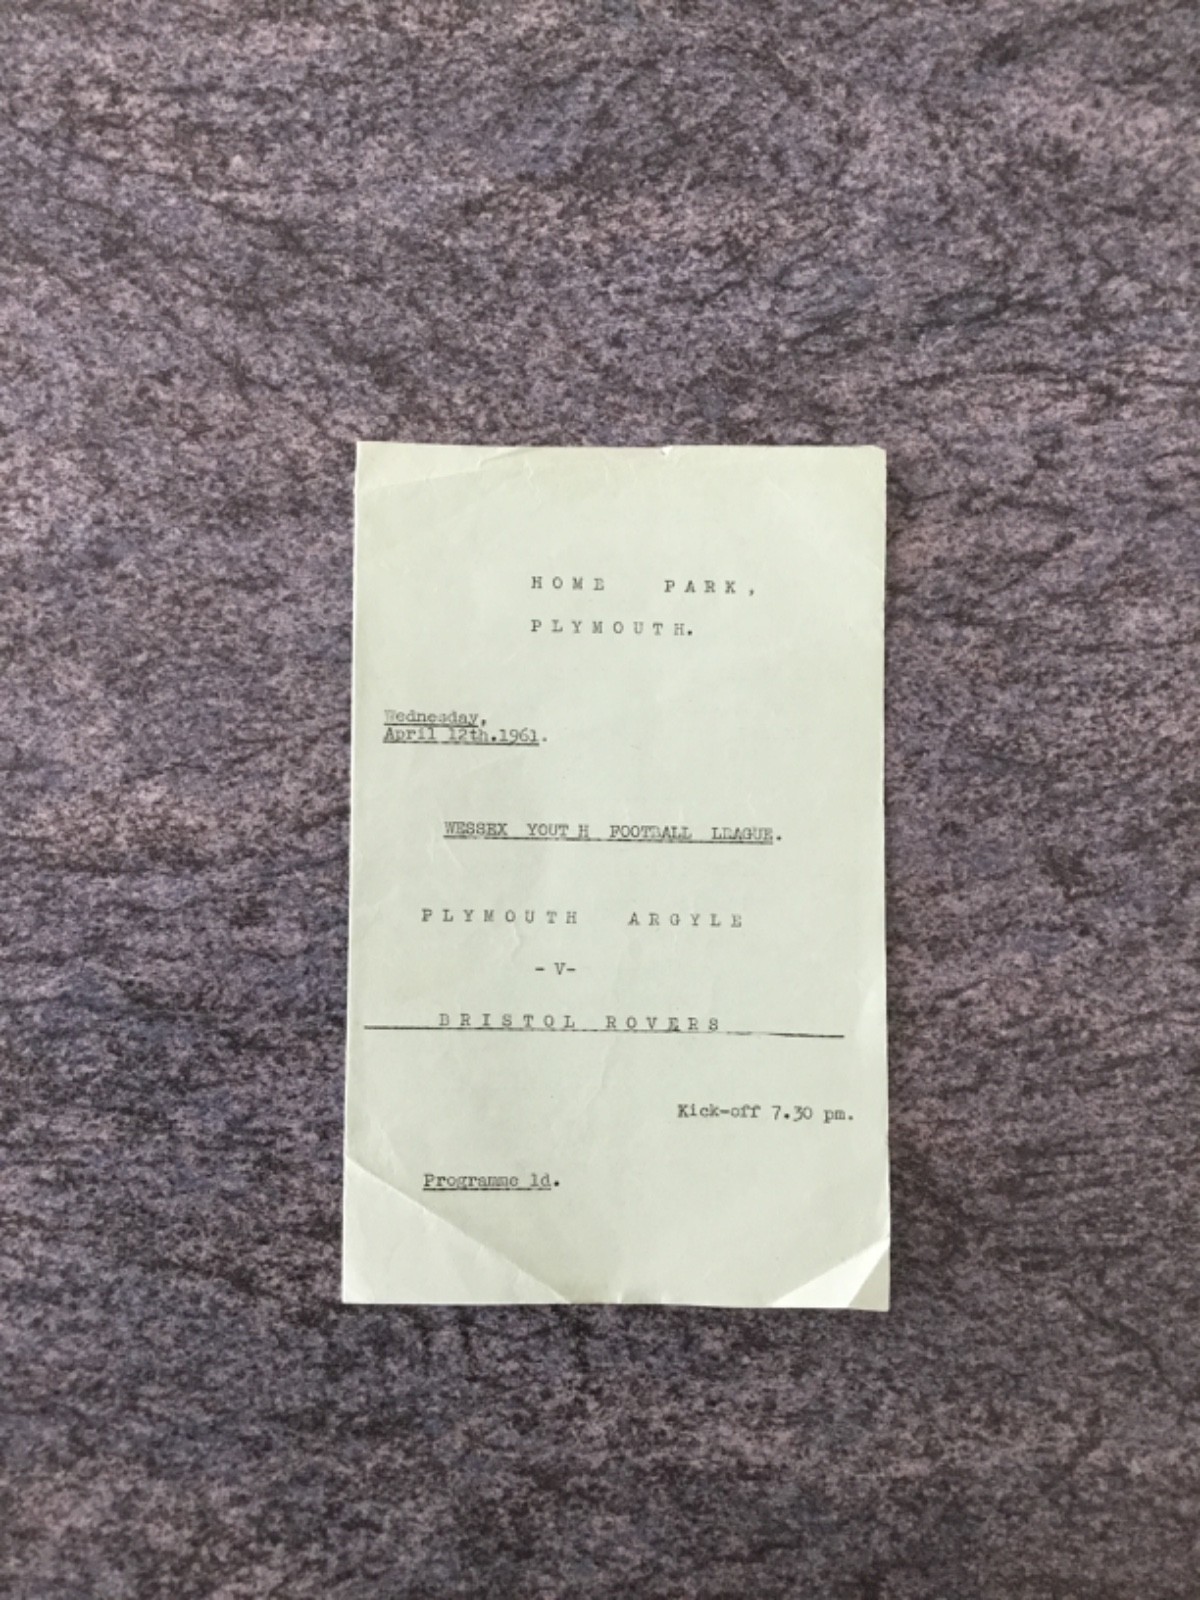 HOME PARK,
PLYMOUTH.
Wednesday,
April 12th.1961.
WESSEX YOUT H FOOTBALL LEAGUE.
PLYMOUTH ARGYLE
- V-
BRISTOL ROVERS
Kick-off 7.30 pm.
Programme 1d.